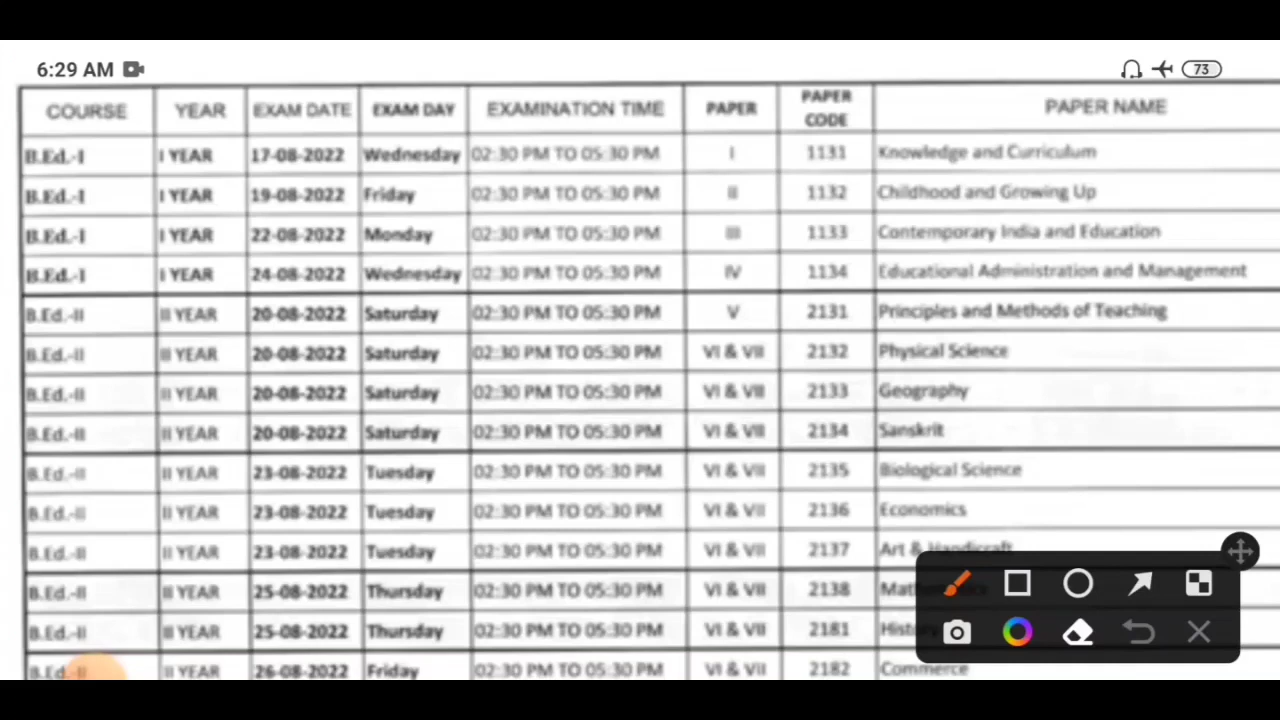 6:29 AM 73
COURSE YEAR EXAM DATE EXAM DAY EXAMINATION TIME PAPER PAPER CODE PAPER NAME
B.Ed.-I I YEAR 17-08-2022 Wednesday 02:30 PM TO 05:30 PM I 1131 Knowledge and Curriculum
B.Ed.-I I YEAR 19-08-2022 Friday 02:30 PM TO 05:30 PM II 1132 Childhood and Growing Up
B.Ed.-I I YEAR 22-08-2022 Monday 02:30 PM TO 05:30 PM III 1133 Contemporary India and Education
B.Ed.-I I YEAR 24-08-2022 Wednesday 02:30 PM TO 05:30 PM IV 1134 Educational Administration and Management
B.Ed.-II II YEAR 20-08-2022 Saturday 02:30 PM TO 05:30 PM V 2131 Principles and Methods of Teaching
B.Ed.-II II YEAR 20-08-2022 Saturday 02:30 PM TO 05:30 PM VI & VII 2132 Physical Science
B.Ed.-II II YEAR 20-08-2022 Saturday 02:30 PM TO 05:30 PM VI & VII 2133 Geography
B.Ed.-II II YEAR 20-08-2022 Saturday 02:30 PM TO 05:30 PM VI & VII 2134 Sanskrit
B.Ed.-II II YEAR 23-08-2022 Tuesday 02:30 PM TO 05:30 PM VI & VII 2135 Biological Science
B.Ed.-II II YEAR 23-08-2022 Tuesday 02:30 PM TO 05:30 PM VI & VII 2136 Economics
B.Ed.-II II YEAR 23-08-2022 Tuesday 02:30 PM TO 05:30 PM VI & VII 2137 Art & Handicraft
B.Ed.-II II YEAR 25-08-2022 Thursday 02:30 PM TO 05:30 PM VI & VII 2138
B.Ed.-II II YEAR 25-08-2022 Thursday 02:30 PM TO 05:30 PM VI & VII 2181 History
B.Ed.-II II YEAR 26-08-2022 Friday 02:30 PM TO 05:30 PM VI & VII 2182 Commerce